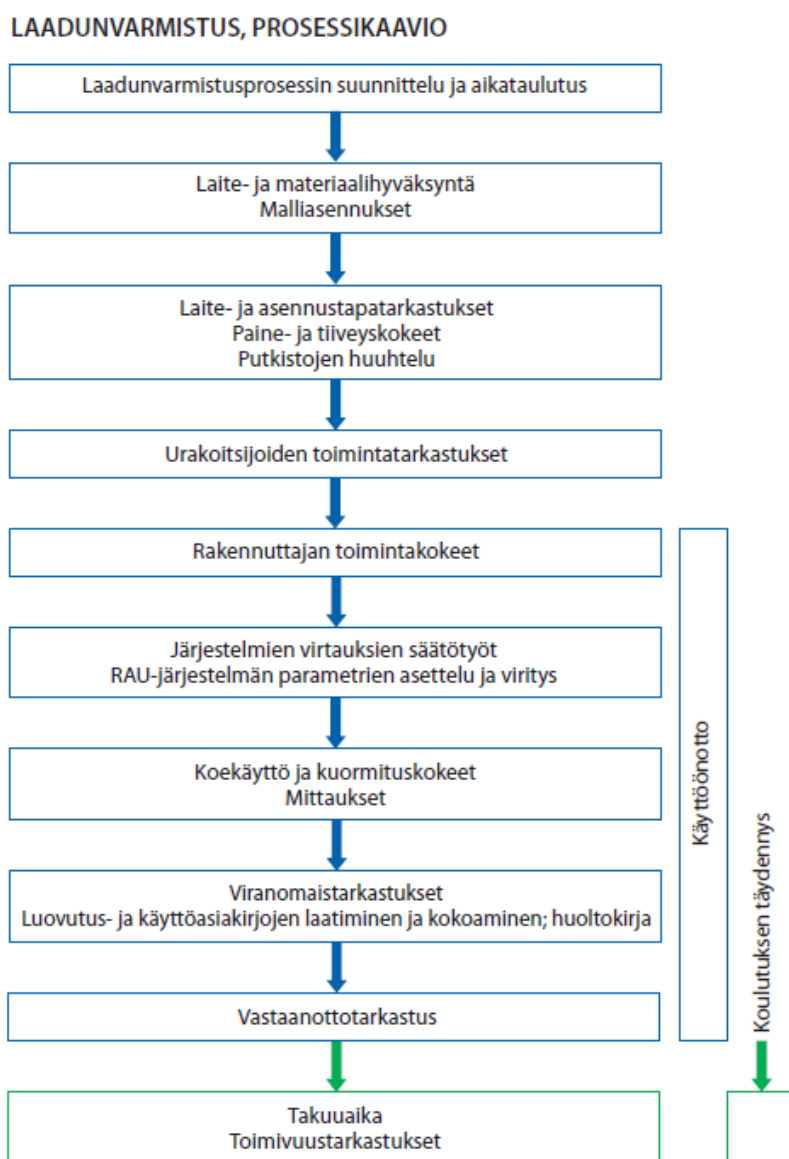 LAADUNVARMISTUS, PROSESSIKAAVIO
Laadunvarmistusprosessin suunnittelu ja aikataulutus
Laite- ja materiaalihyväksyntä
Malliasennukset
Laite- ja asennustapatarkastukset
Paine- ja tiiveyskokeet
Putkistojen huuhtelu
Urakoitsijoiden toimintatarkastukset
Rakennuttajan toimintakokeet
Järjestelmien virtauksien säätötyöt
RAU-järjestelmän parametrien asettelu ja viritys
Koekäyttö ja kuormituskokeet
Mittaukset
Viranomaistarkastukset
Luovutus- ja käyttöasiakirjojen laatiminen ja kokoaminen; huoltokirja
Vastaanottotarkastus
Käyttöönotto
Koulutuksen täydennys
Takuuaika
Toimivuustarkastukset